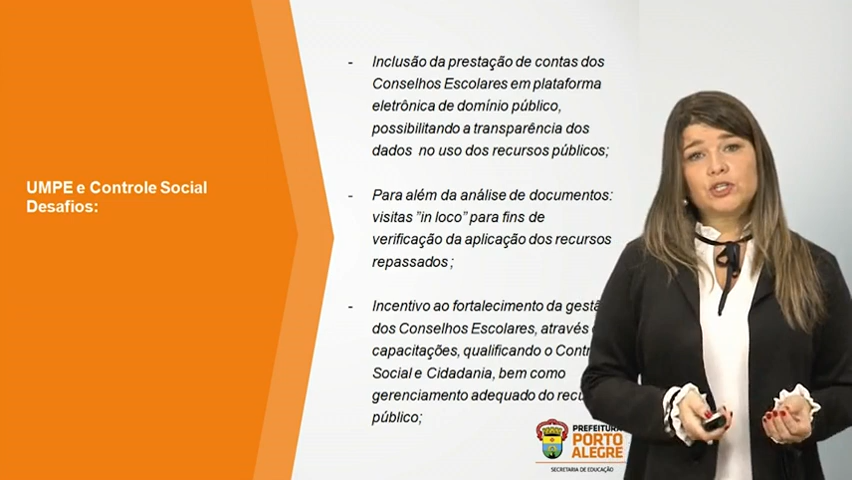 UMPE e Controle Social
Desafios:
- Inclusão da prestação de contas dos
Conselhos Escolares em plataforma
eletrônica de domínio público,
possibilitando a transparência dos
dados no uso dos recursos públicos;
- Para além da análise de documentos:
visitas "in loco" para fins de
verificação da aplicação dos recursos
repassados;
- Incentivo ao fortalecimento da
dos Conselhos Escolares, através
capacitações, qualificando o
Social e Cidadania, bem como
gerenciamento adequado do
público;
PREFEITURA
PORTO
ALEGRE
SECRETARIA DE EDUCAÇÃO